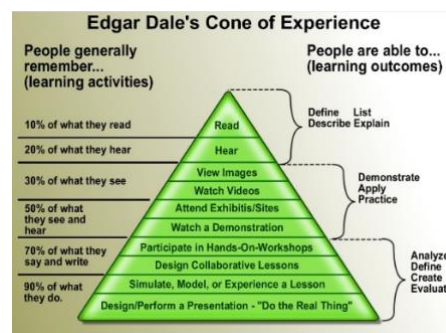 Edgar Dale's Cone of Experience
People generally
remember...
(learning activities)
People are able to...
(learning outcomes)
10% of what they read
20% of what they hear
30% of what they see
50% of what
they see and
hear
70% of what they
say and write
90% of what
they do.
Read
Hear
View Images
Watch Videos
Attend Exhibitis/Sites
Watch a Demonstration
Participate in Hands-On-Workshops
Design Collaborative Lessons
Simulate, Model, or Experience a Lesson
Design/Perform a Presentation - "Do the Real Thing"
Define List
Describe Explain
Demonstrate
Apply
Practice
Analyze
Define
Create
Evaluat